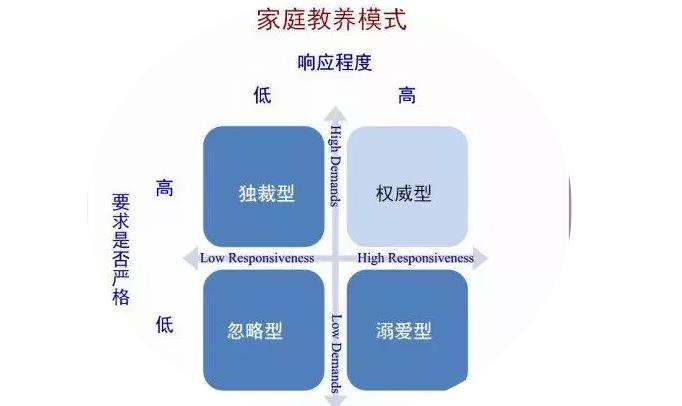 家庭教养模式
响应程度
低
高
High Demands
高
独裁型
权威型
要求是否严格
Low Responsiveness
High Responsiveness
低
忽略型
溺爱型
Low Demands